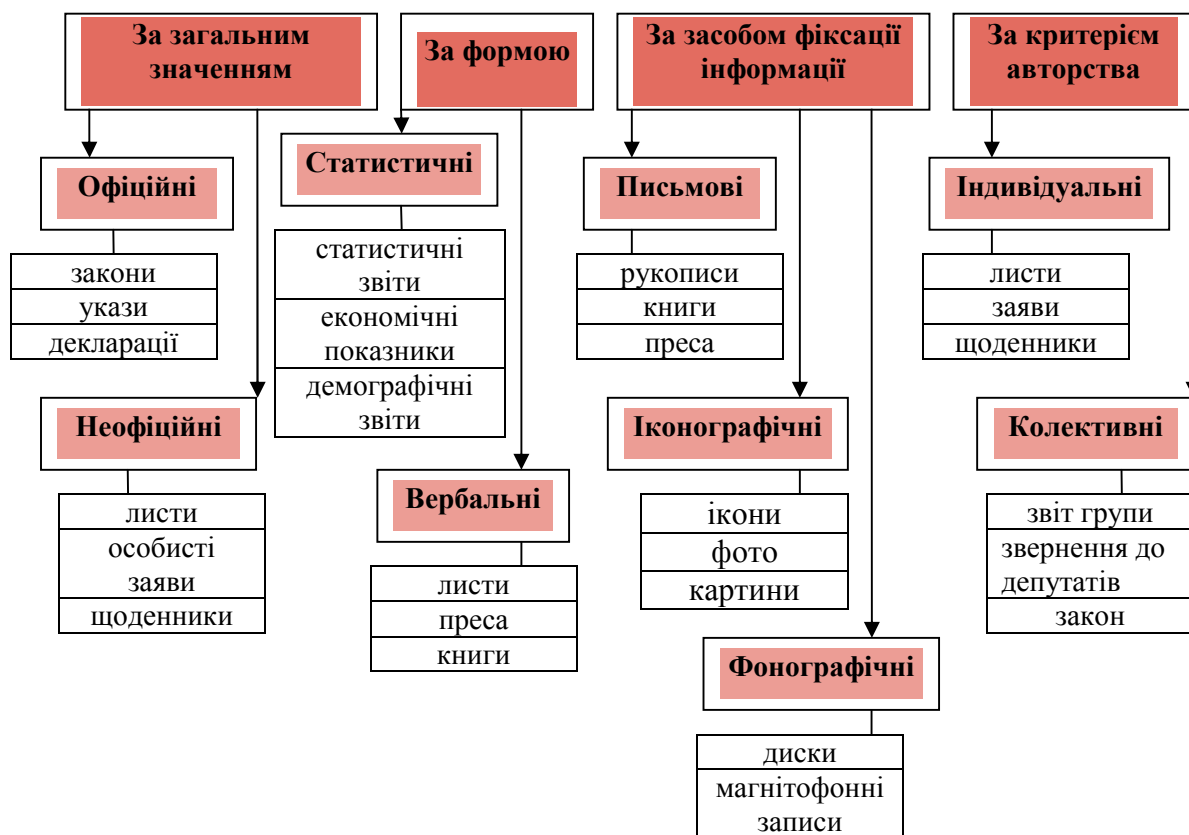 За загальним
значенням
За формою
За засобом фіксації
інформації
За критерієм
авторства
Офіційні
закони
укази
декларації
Неофіційні
листи
особисті
заяви
щоденники
Статистичні
статистичні
звіти
економічні
показники
демографічні
звіти
Вербальні
листи
преса
книги
Письмові
рукописи
книги
преса
Іконографічні
ікони
фото
картини
Фонографічні
диски
магнітофонні
записи
Індивідуальні
листи
заяви
щоденники
Колективні
звіт групи
звернення до
депутатів
закон